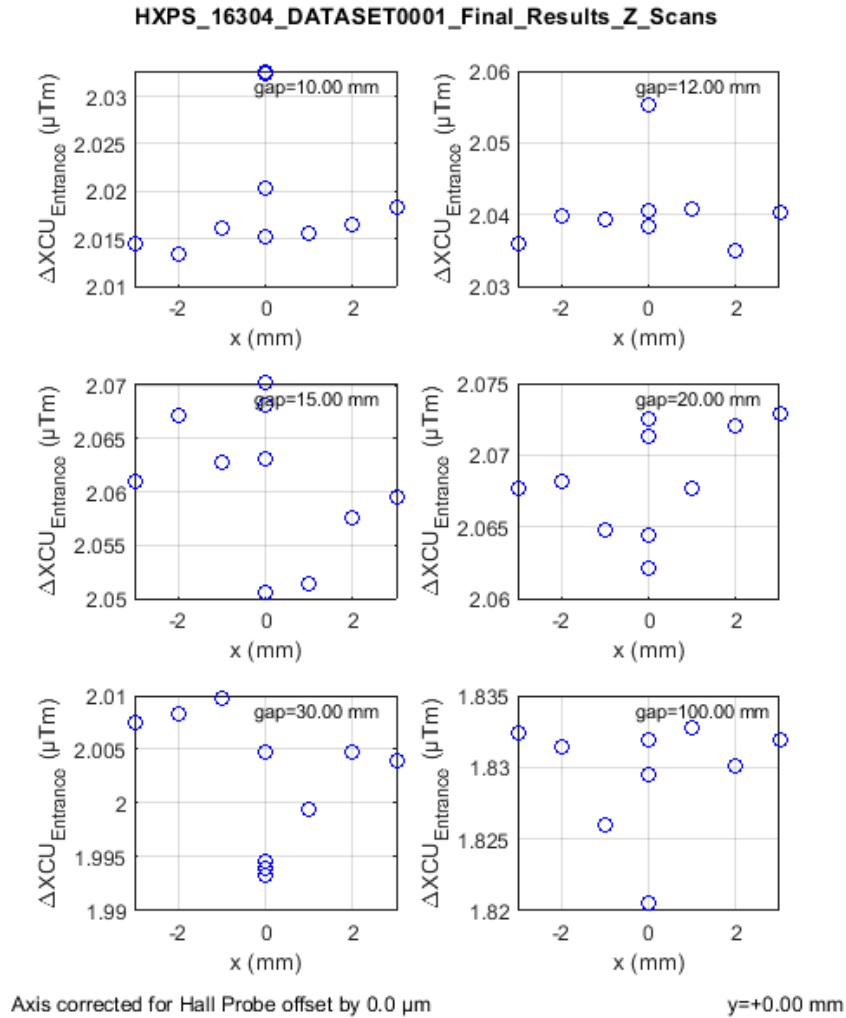 HXPS_16304_DATASET0001_Final_Results_Z_Scans
gap=10.00 mm
2.03
2.025
2.02
2.015
2.01
ΔXCU_Entrance (µTm)
-2 0 2
x (mm)
gap=12.00 mm
2.06
2.05
2.04
2.03
ΔXCU_Entrance (µTm)
-2 0 2
x (mm)
gap=15.00 mm
2.07
2.065
2.06
2.055
2.05
ΔXCU_Entrance (µTm)
-2 0 2
x (mm)
gap=20.00 mm
2.075
2.07
2.065
2.06
ΔXCU_Entrance (µTm)
-2 0 2
x (mm)
gap=30.00 mm
2.01
2.005
2
1.995
1.99
ΔXCU_Entrance (µTm)
-2 0 2
x (mm)
gap=100.00 mm
1.835
1.83
1.825
1.82
ΔXCU_Entrance (µTm)
-2 0 2
x (mm)
Axis corrected for Hall Probe offset by 0.0 µm
y=+0.00 mm